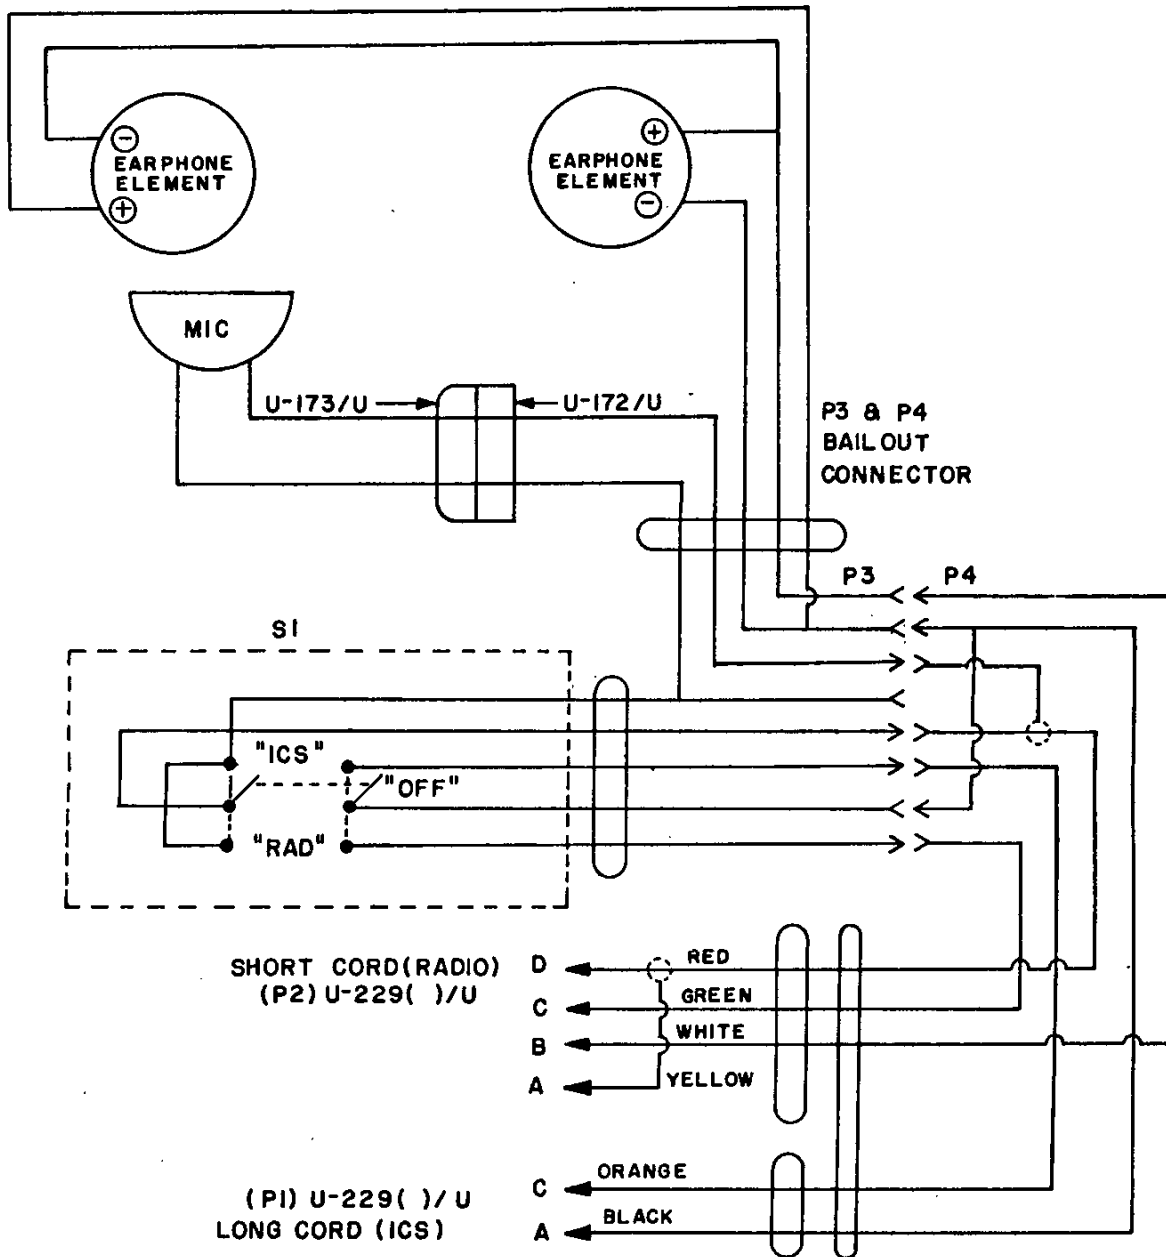 EARPHONE
ELEMENT
EARPHONE
ELEMENT
MIC
U-173/U
U-172/U
P3 & P4
BAILOUT
CONNECTOR
P3
P4
S1
"ICS"
"OFF"
"RAD"
SHORT CORD(RADIO)
(P2) U-229( )/U
D
RED
C
GREEN
B
WHITE
A
YELLOW
(P1) U-229( )/ U
LONG CORD (ICS)
C
ORANGE
A
BLACK